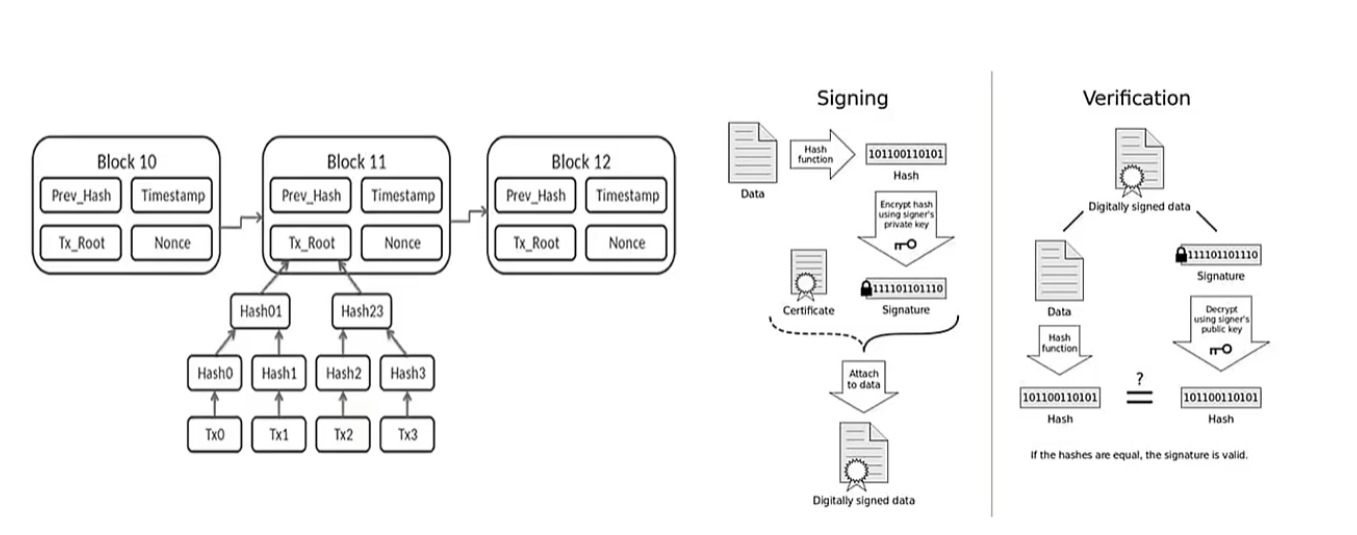 Block 10
Prev_Hash
Timestamp
Tx_Root
Nonce
Block 11
Prev_Hash
Timestamp
Tx_Root
Nonce
Block 12
Prev_Hash
Timestamp
Tx_Root
Nonce
Hash01
Hash23
Hash0
Hash1
Hash2
Hash3
Tx0
Tx1
Tx2
Tx3
Signing
Data
Hash
function
101100110101
Hash
Encrypt hash
using signer's
private key
Certificate
111101101110
Signature
Attach
to data
Digitally signed data
Verification
Digitally signed data
Data
Hash
function
101100110101
Hash
111101101110
Signature
Decrypt
using signer's
public key
?
=
101100110101
Hash
If the hashes are equal, the signature is valid.